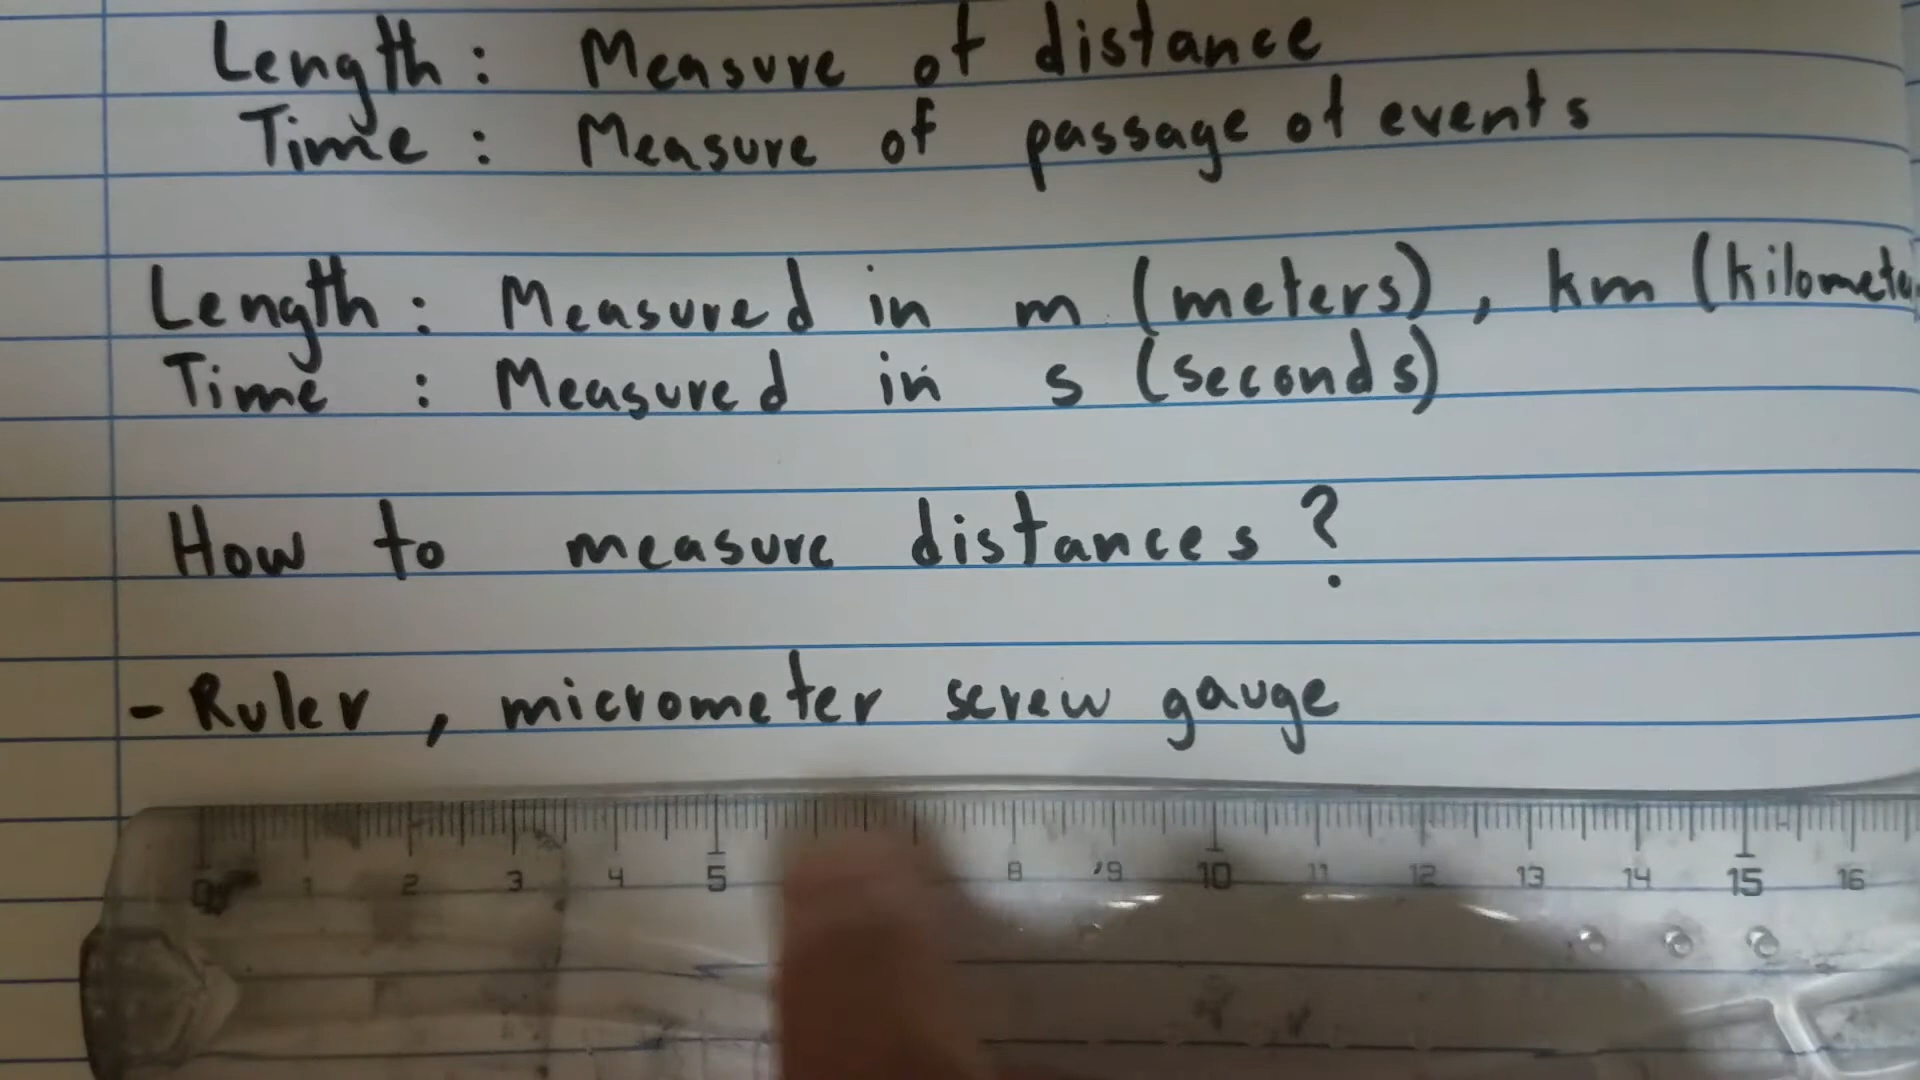 Length : Measure of distance
Time : Measure of passage of events
Length : Measured in m (meters) , km (kilomete
Time : Measured in s (seconds)
How to measure distances ?
- Ruler , micrometer screw gauge
0 1 2 3 4 5 8 9 10 11 12 13 14 15 16